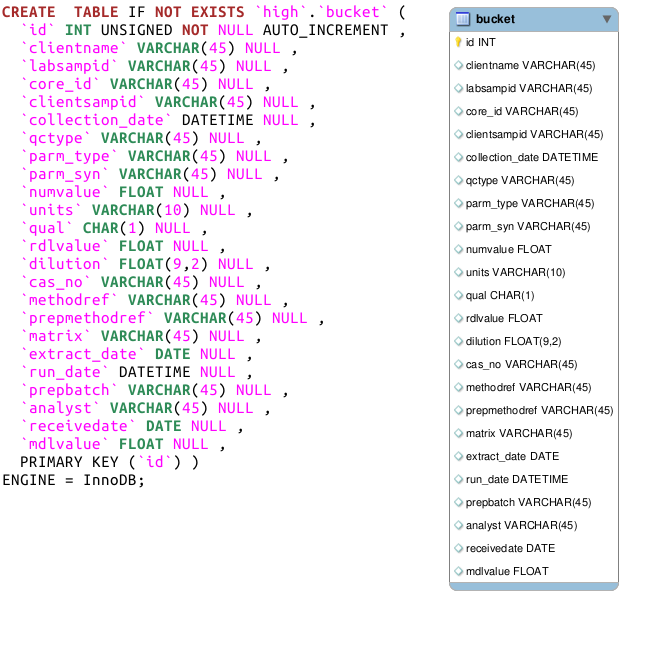 CREATE  TABLE IF NOT EXISTS `high`.`bucket` (
  `id` INT UNSIGNED NOT NULL AUTO_INCREMENT ,
  `clientname` VARCHAR(45) NULL ,
  `labsampid` VARCHAR(45) NULL ,
  `core_id` VARCHAR(45) NULL ,
  `clientsampid` VARCHAR(45) NULL ,
  `collection_date` DATETIME NULL ,
  `qctype` VARCHAR(45) NULL ,
  `parm_type` VARCHAR(45) NULL ,
  `parm_syn` VARCHAR(45) NULL ,
  `numvalue` FLOAT NULL ,
  `units` VARCHAR(10) NULL ,
  `qual` CHAR(1) NULL ,
  `rdlvalue` FLOAT NULL ,
  `dilution` FLOAT(9,2) NULL ,
  `cas_no` VARCHAR(45) NULL ,
  `methodref` VARCHAR(45) NULL ,
  `prepmethodref` VARCHAR(45) NULL ,
  `matrix` VARCHAR(45) NULL ,
  `extract_date` DATE NULL ,
  `run_date` DATETIME NULL ,
  `prepbatch` VARCHAR(45) NULL ,
  `analyst` VARCHAR(45) NULL ,
  `receivedate` DATE NULL ,
  `mdlvalue` FLOAT NULL ,
  PRIMARY KEY (`id`) )
ENGINE = InnoDB;
bucket
id INT
clientname VARCHAR(45)
labsampid VARCHAR(45)
core_id VARCHAR(45)
clientsampid VARCHAR(45)
collection_date DATETIME
qctype VARCHAR(45)
parm_type VARCHAR(45)
parm_syn VARCHAR(45)
numvalue FLOAT
units VARCHAR(10)
qual CHAR(1)
rdlvalue FLOAT
dilution FLOAT(9,2)
cas_no VARCHAR(45)
methodref VARCHAR(45)
prepmethodref VARCHAR(45)
matrix VARCHAR(45)
extract_date DATE
run_date DATETIME
prepbatch VARCHAR(45)
analyst VARCHAR(45)
receivedate DATE
mdlvalue FLOAT